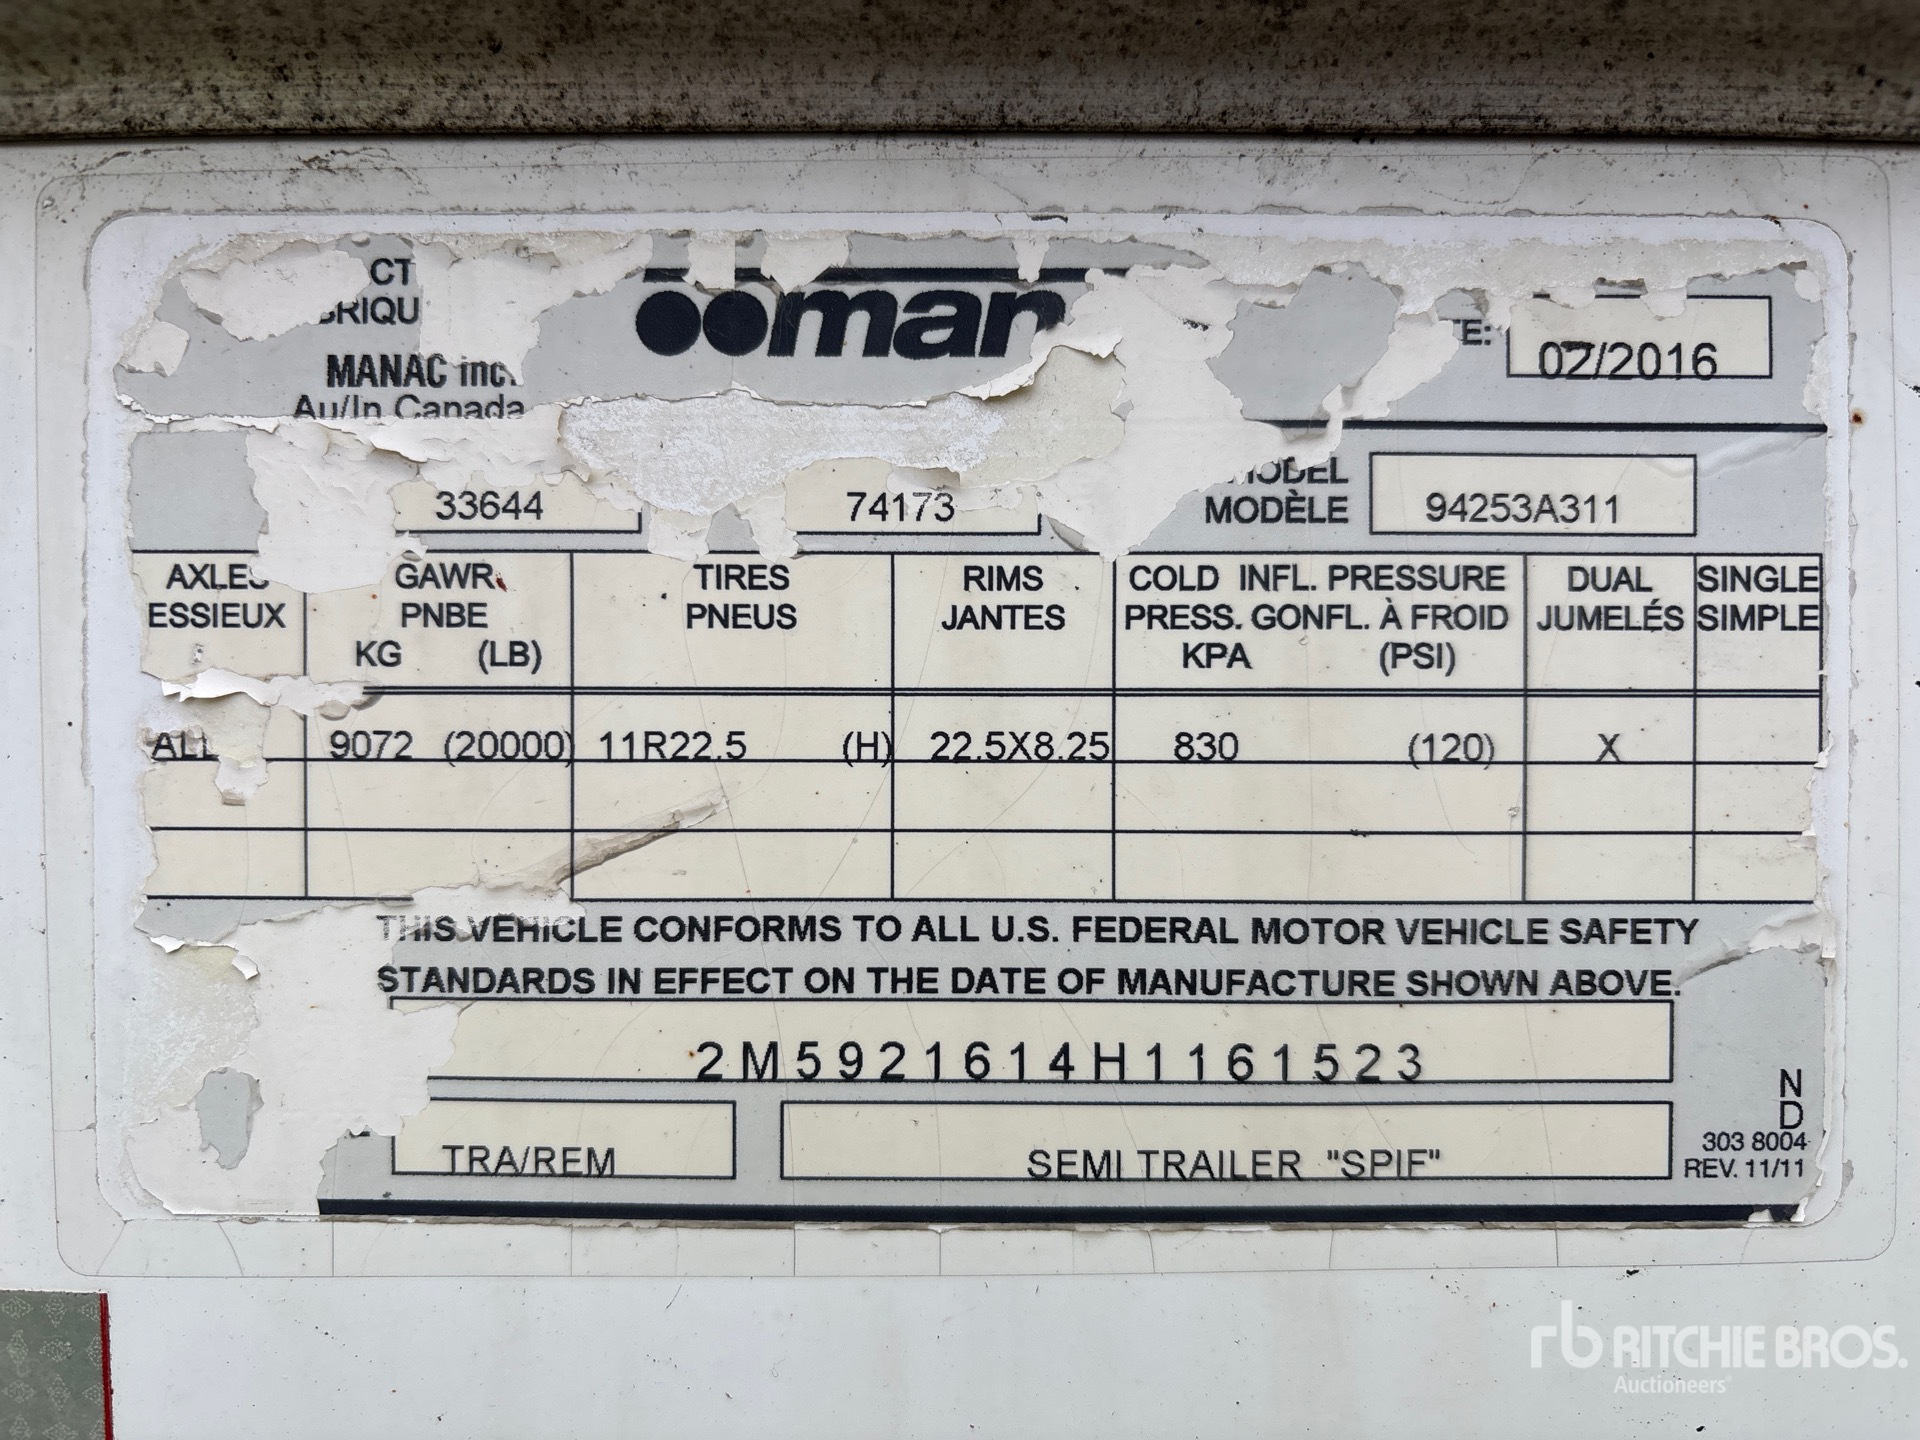 CT
BRIQU
MANAC inc.
Au/In Canada
mar
TE: 02/2016
33644
74173
MODEL
MODÈLE 94253A311
AXLES GAWR TIRES RIMS COLD INFL. PRESSURE DUAL SINGLE
ESSIEUX PNBE PNEUS JANTES PRESS. GONFL. À FROID JUMELÉS SIMPLE
KG (LB) KPA (PSI)
ALL 9072 (20000) 11R22.5 (H) 22.5X8.25 830 (120) X
THIS VEHICLE CONFORMS TO ALL U.S. FEDERAL MOTOR VEHICLE SAFETY
STANDARDS IN EFFECT ON THE DATE OF MANUFACTURE SHOWN ABOVE.
2M5921614H1161523
N
D
TRA/REM SEMI TRAILER "SPIF"
303 8004
REV. 11/11
rb RITCHIE BROS.
Auctioneers